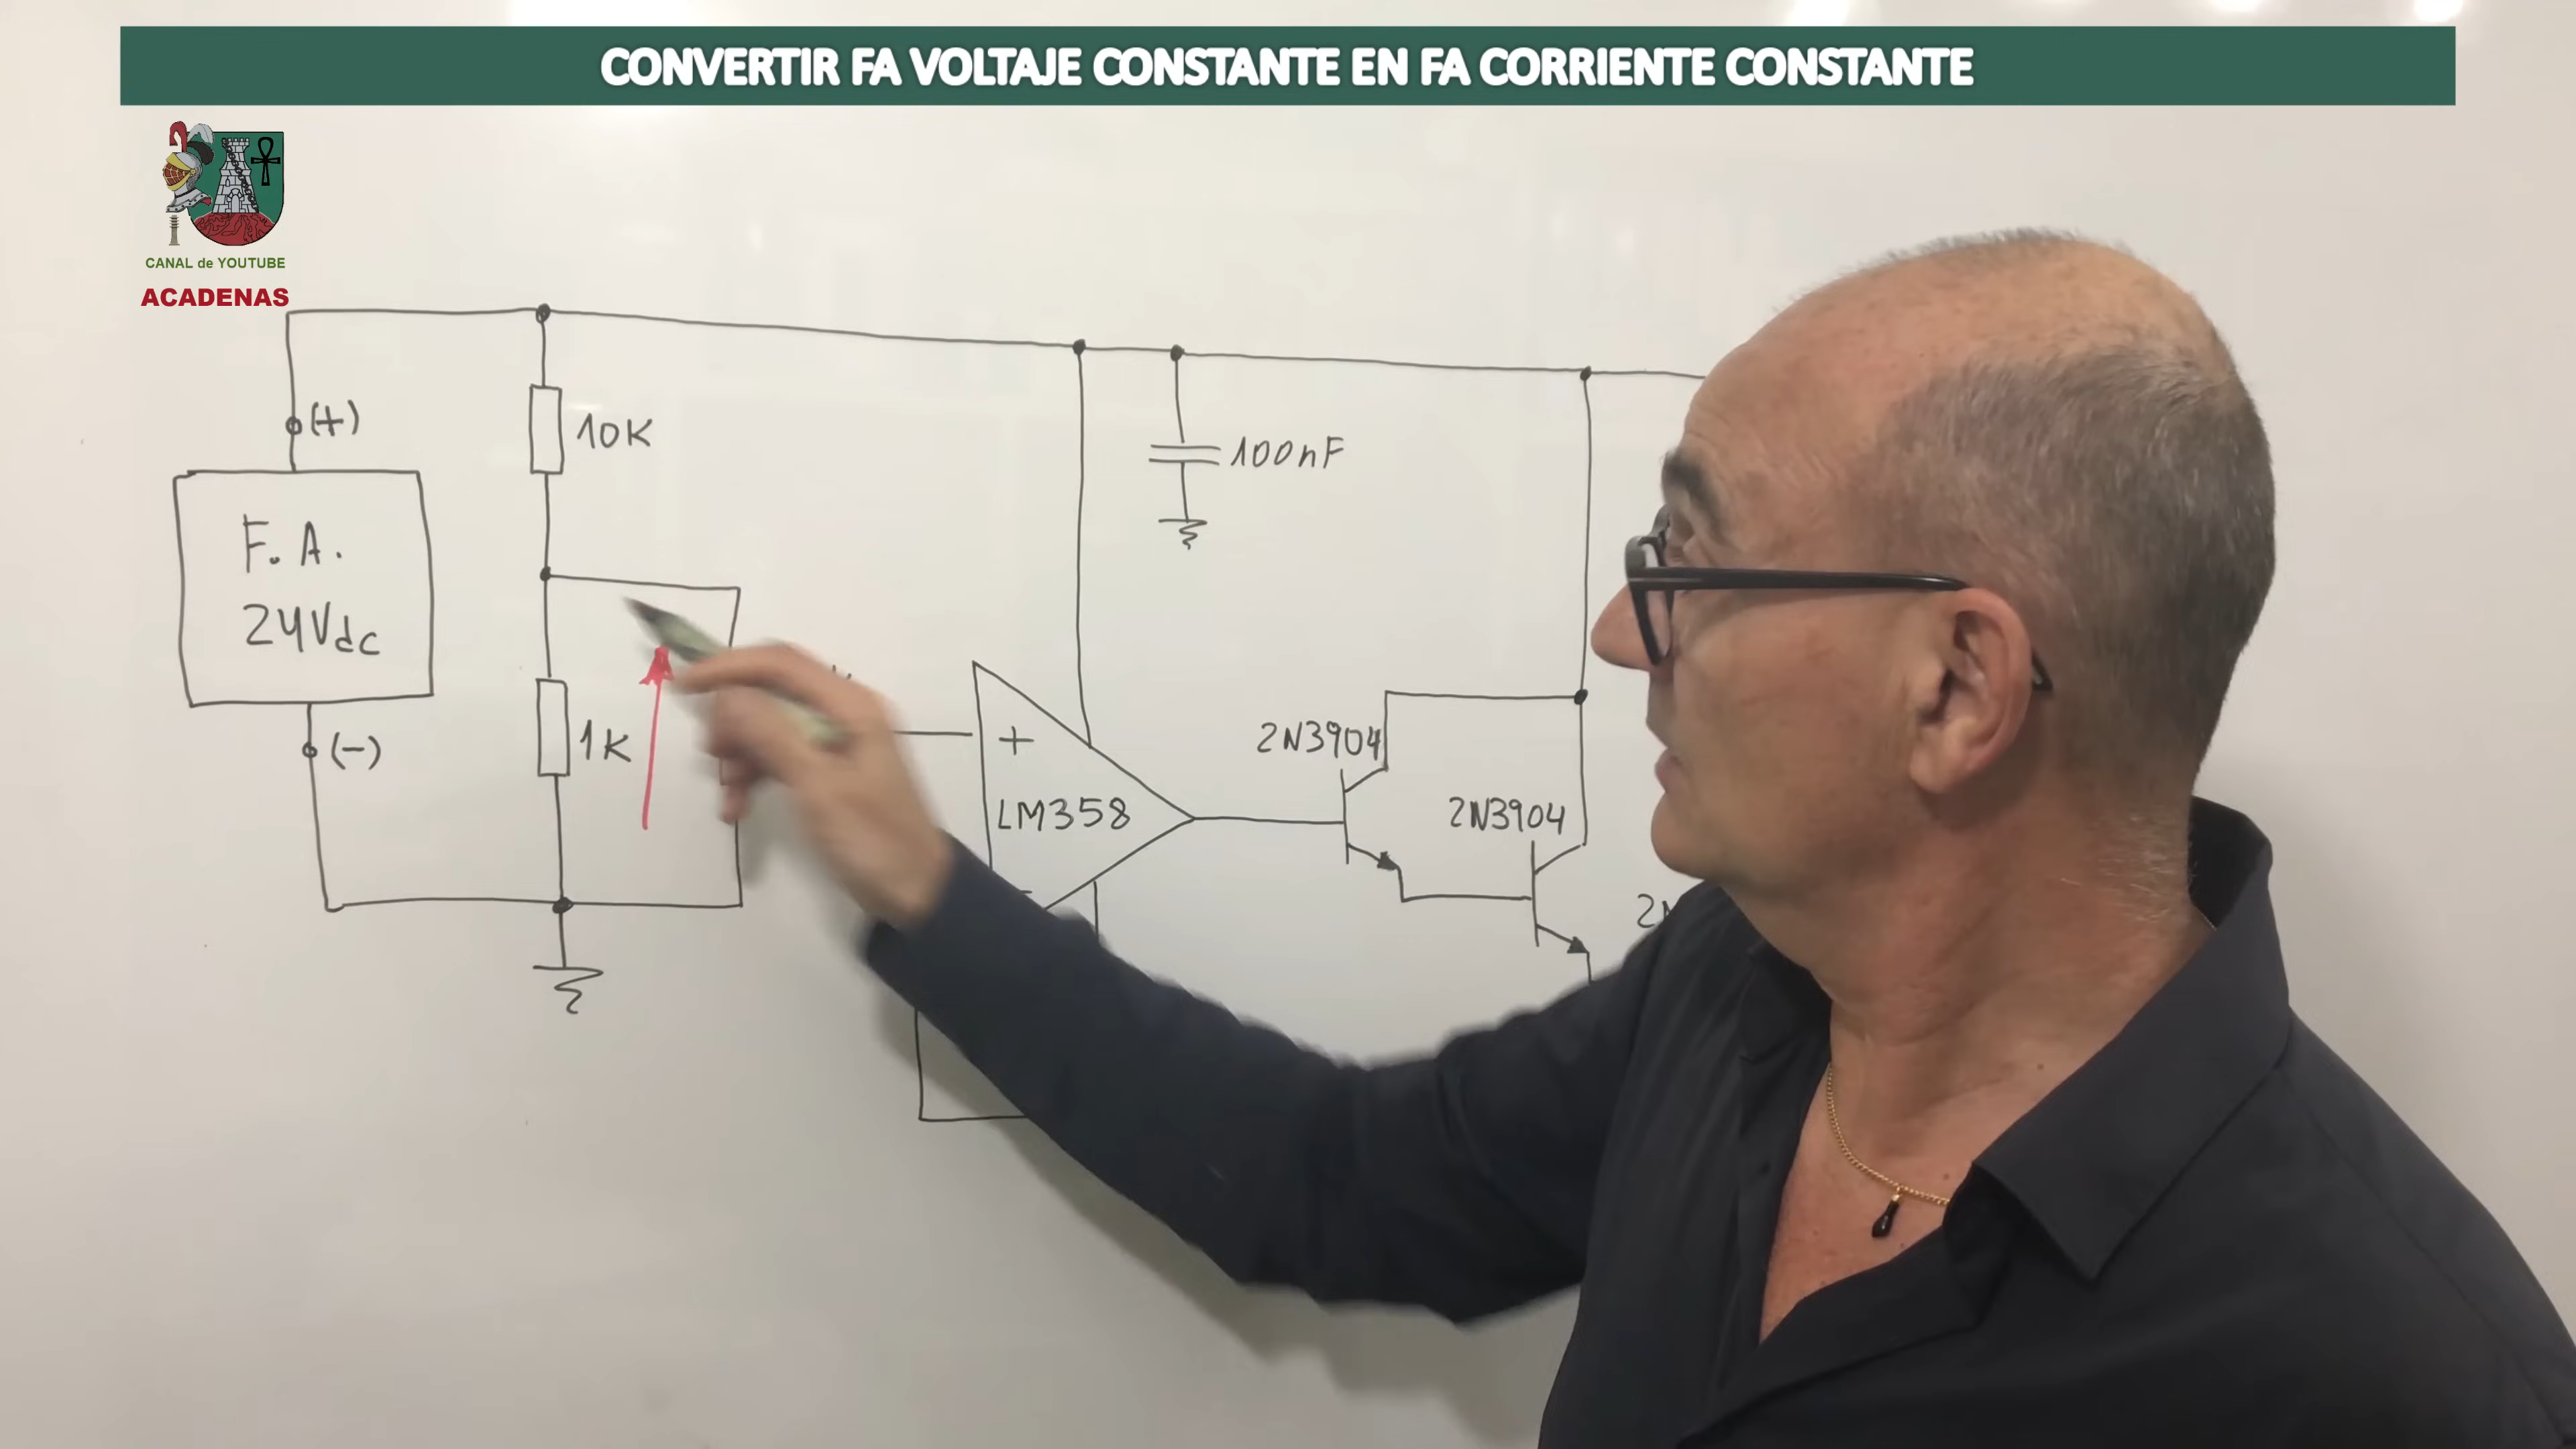 CONVERTIR FA VOLTAJE CONSTANTE EN FA CORRIENTE CONSTANTE
CANAL de YOUTUBE
ACADENAS
(+)
10K
100nF
F. A.
24Vdc
(-)
1K
+
LM358
-
2N3904
2N3904